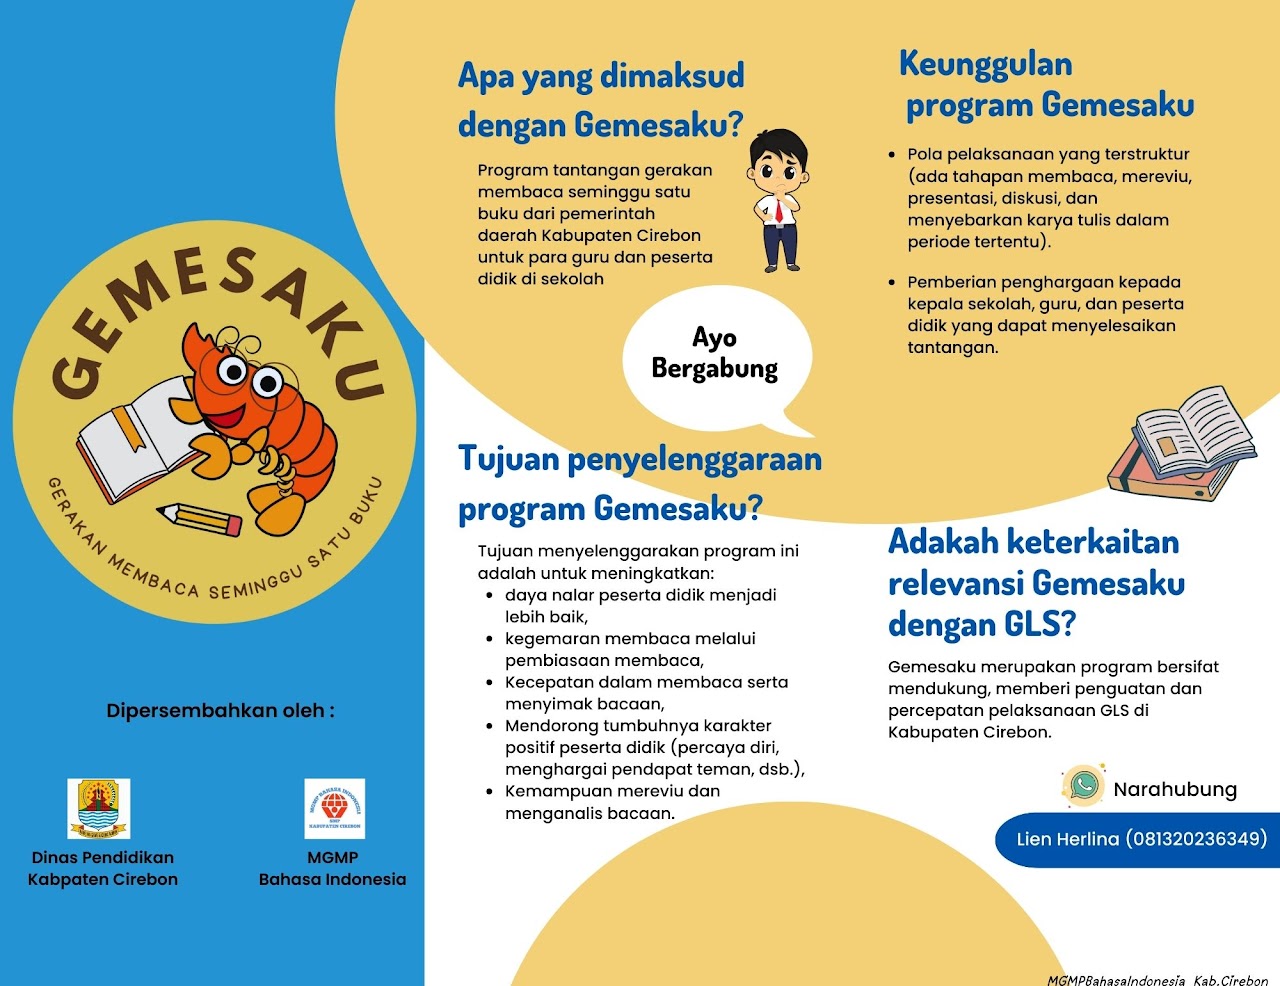 GEMESAKU
GERAKAN MEMBACA SEMINGGU SATU BUKU
Dipersembahkan oleh :
Dinas Pendidikan
Kabpaten Cirebon
MGMP BAHASA INDONESIA
SMP
KABUPATEN CIREBON
MGMP
Bahasa Indonesia
Apa yang dimaksud
dengan Gemesaku?
Program tantangan gerakan
membaca seminggu satu
buku dari pemerintah
daerah Kabupaten Cirebon
untuk para guru dan peserta
didik di sekolah
Ayo
Bergabung
Tujuan penyelenggaraan
program Gemesaku?
Tujuan menyelenggarakan program ini
adalah untuk meningkatkan:
• daya nalar peserta didik menjadi
lebih baik,
• kegemaran membaca melalui
pembiasaan membaca,
• Kecepatan dalam membaca serta
menyimak bacaan,
• Mendorong tumbuhnya karakter
positif peserta didik (percaya diri,
menghargai pendapat teman, dsb.),
• Kemampuan mereviu dan
menganalis bacaan.
Keunggulan
program Gemesaku
• Pola pelaksanaan yang terstruktur
(ada tahapan membaca, mereviu,
presentasi, diskusi, dan
menyebarkan karya tulis dalam
periode tertentu).
• Pemberian penghargaan kepada
kepala sekolah, guru, dan peserta
didik yang dapat menyelesaikan
tantangan.
Adakah keterkaitan
relevansi Gemesaku
dengan GLS?
Gemesaku merupakan program bersifat
mendukung, memberi penguatan dan
percepatan pelaksanaan GLS di
Kabupaten Cirebon.
Narahubung
Lien Herlina (081320236349)
MGMPBahasaIndonesia_Kab.Cirebon